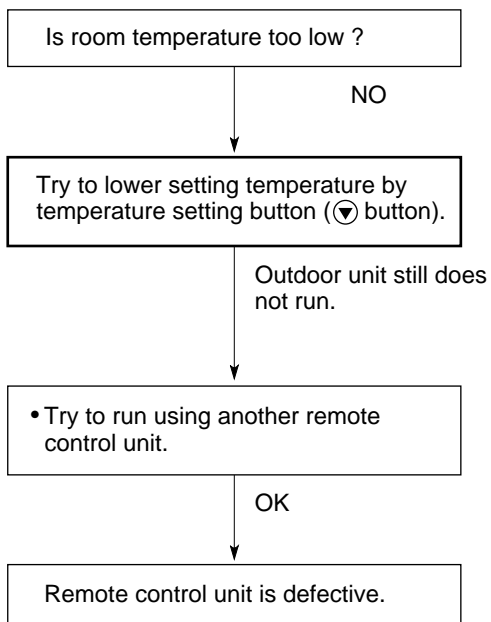 Is room temperature too low ?
NO
Try to lower setting temperature by
temperature setting button (▼ button).
Outdoor unit still does
not run.
• Try to run using another remote
control unit.
OK
Remote control unit is defective.